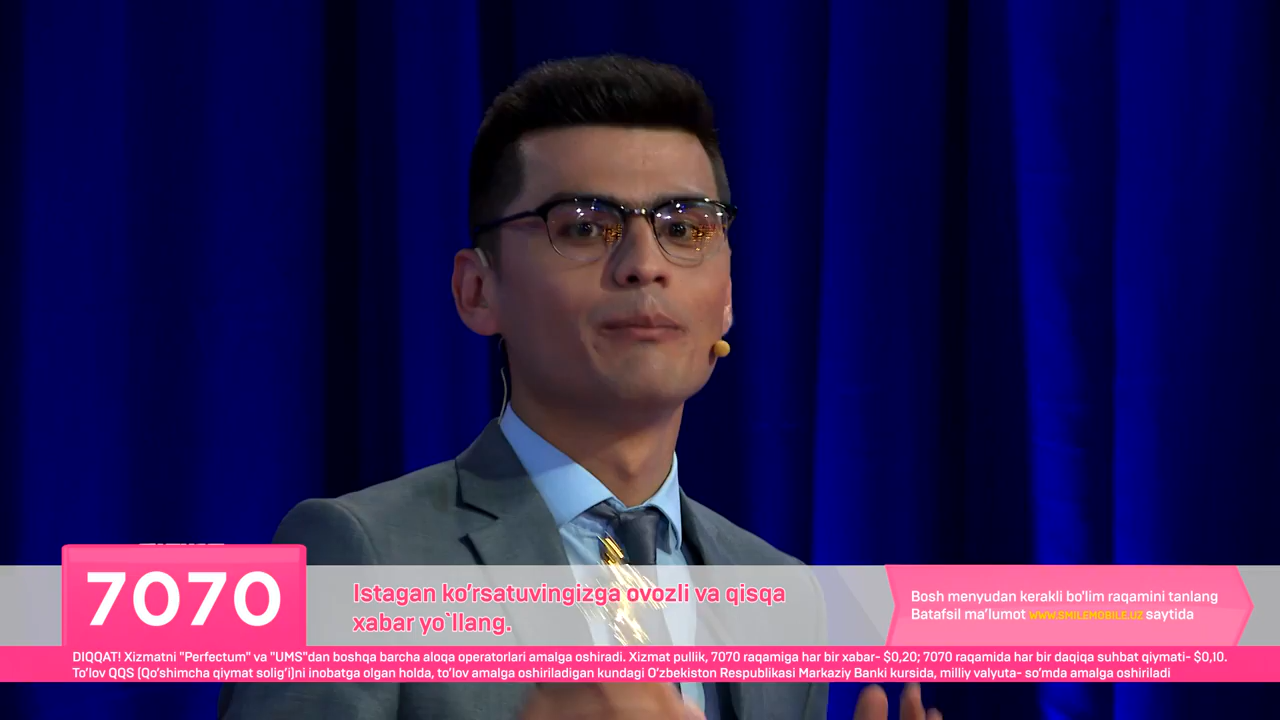 7070
Istagan ko'rsatuvingizga ovozli va qisqa
xabar yo`llang.
Bosh menyudan kerakli bo'lim raqamini tanlang
Batafsil ma'lumot WWW.SMILEMOBILE.UZ saytida
DIQQAT! Xizmatni "Perfectum" va "UMS"dan boshqa barcha aloqa operatorlari amalga oshiradi. Xizmat pullik, 7070 raqamiga har bir xabar- $0,20; 7070 raqamida har bir daqiqa suhbat qiymati- $0,10.
To'lov QQS (Qo'shimcha qiymat solig'i)ni inobatga olgan holda, to'lov amalga oshiriladigan kundagi O'zbekiston Respublikasi Markaziy Banki kursida, milliy valyuta- so'mda amalga oshiriladi